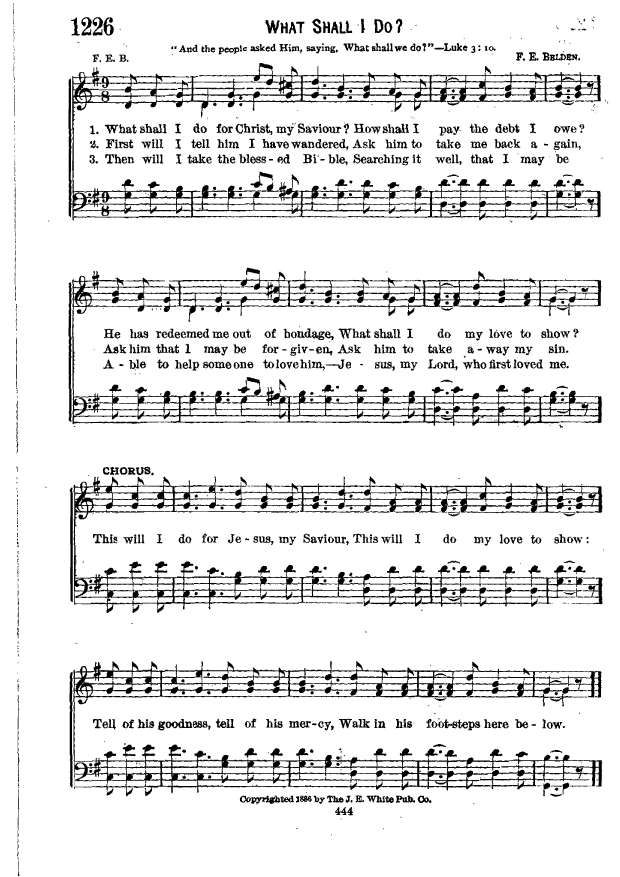 1226
WHAT SHALL I DO?
"And the people asked Him, saying, What shall we do?"—Luke 3: 10.
F. E. B.
F. E. BELDEN.
1. What shall I do for Christ, my Saviour? How shall I pay the debt I owe?
2. First will I tell him I have wandered, Ask him to take me back a - gain,
3. Then will I take the bless - ed Bi - ble, Searching it well, that I may be
He has redeemed me out of bondage, What shall I do my love to show?
Ask him that I may be for - giv - en, Ask him to take a - way my sin.
A - ble to help some one to love him,—Je - sus, my Lord, who first loved me.
CHORUS.
This will I do for Je - sus, my Saviour, This will I do my love to show:
Tell of his goodness, tell of his mer - cy, Walk in his foot-steps here be - low.
Copyrighted 1886 by The J. E. White Pub. Co.
444